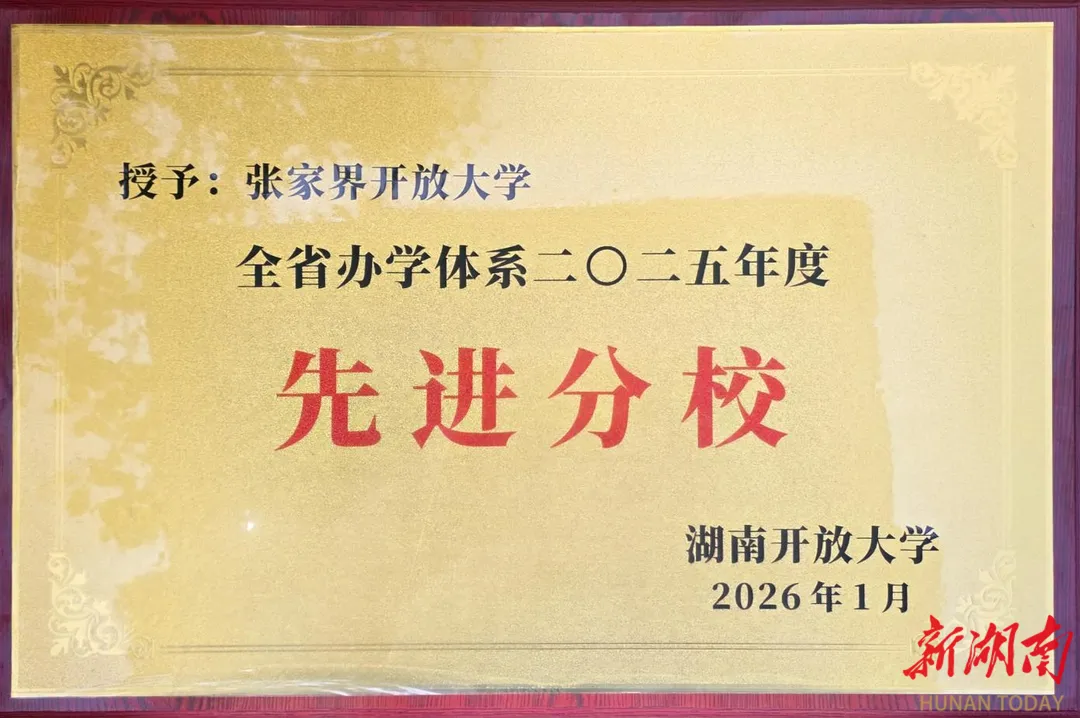 授予：张家界开放大学
全省办学体系二〇二五年度
先进分校
湖南开放大学
2026年1月
新湖南
HUNAN TODAY